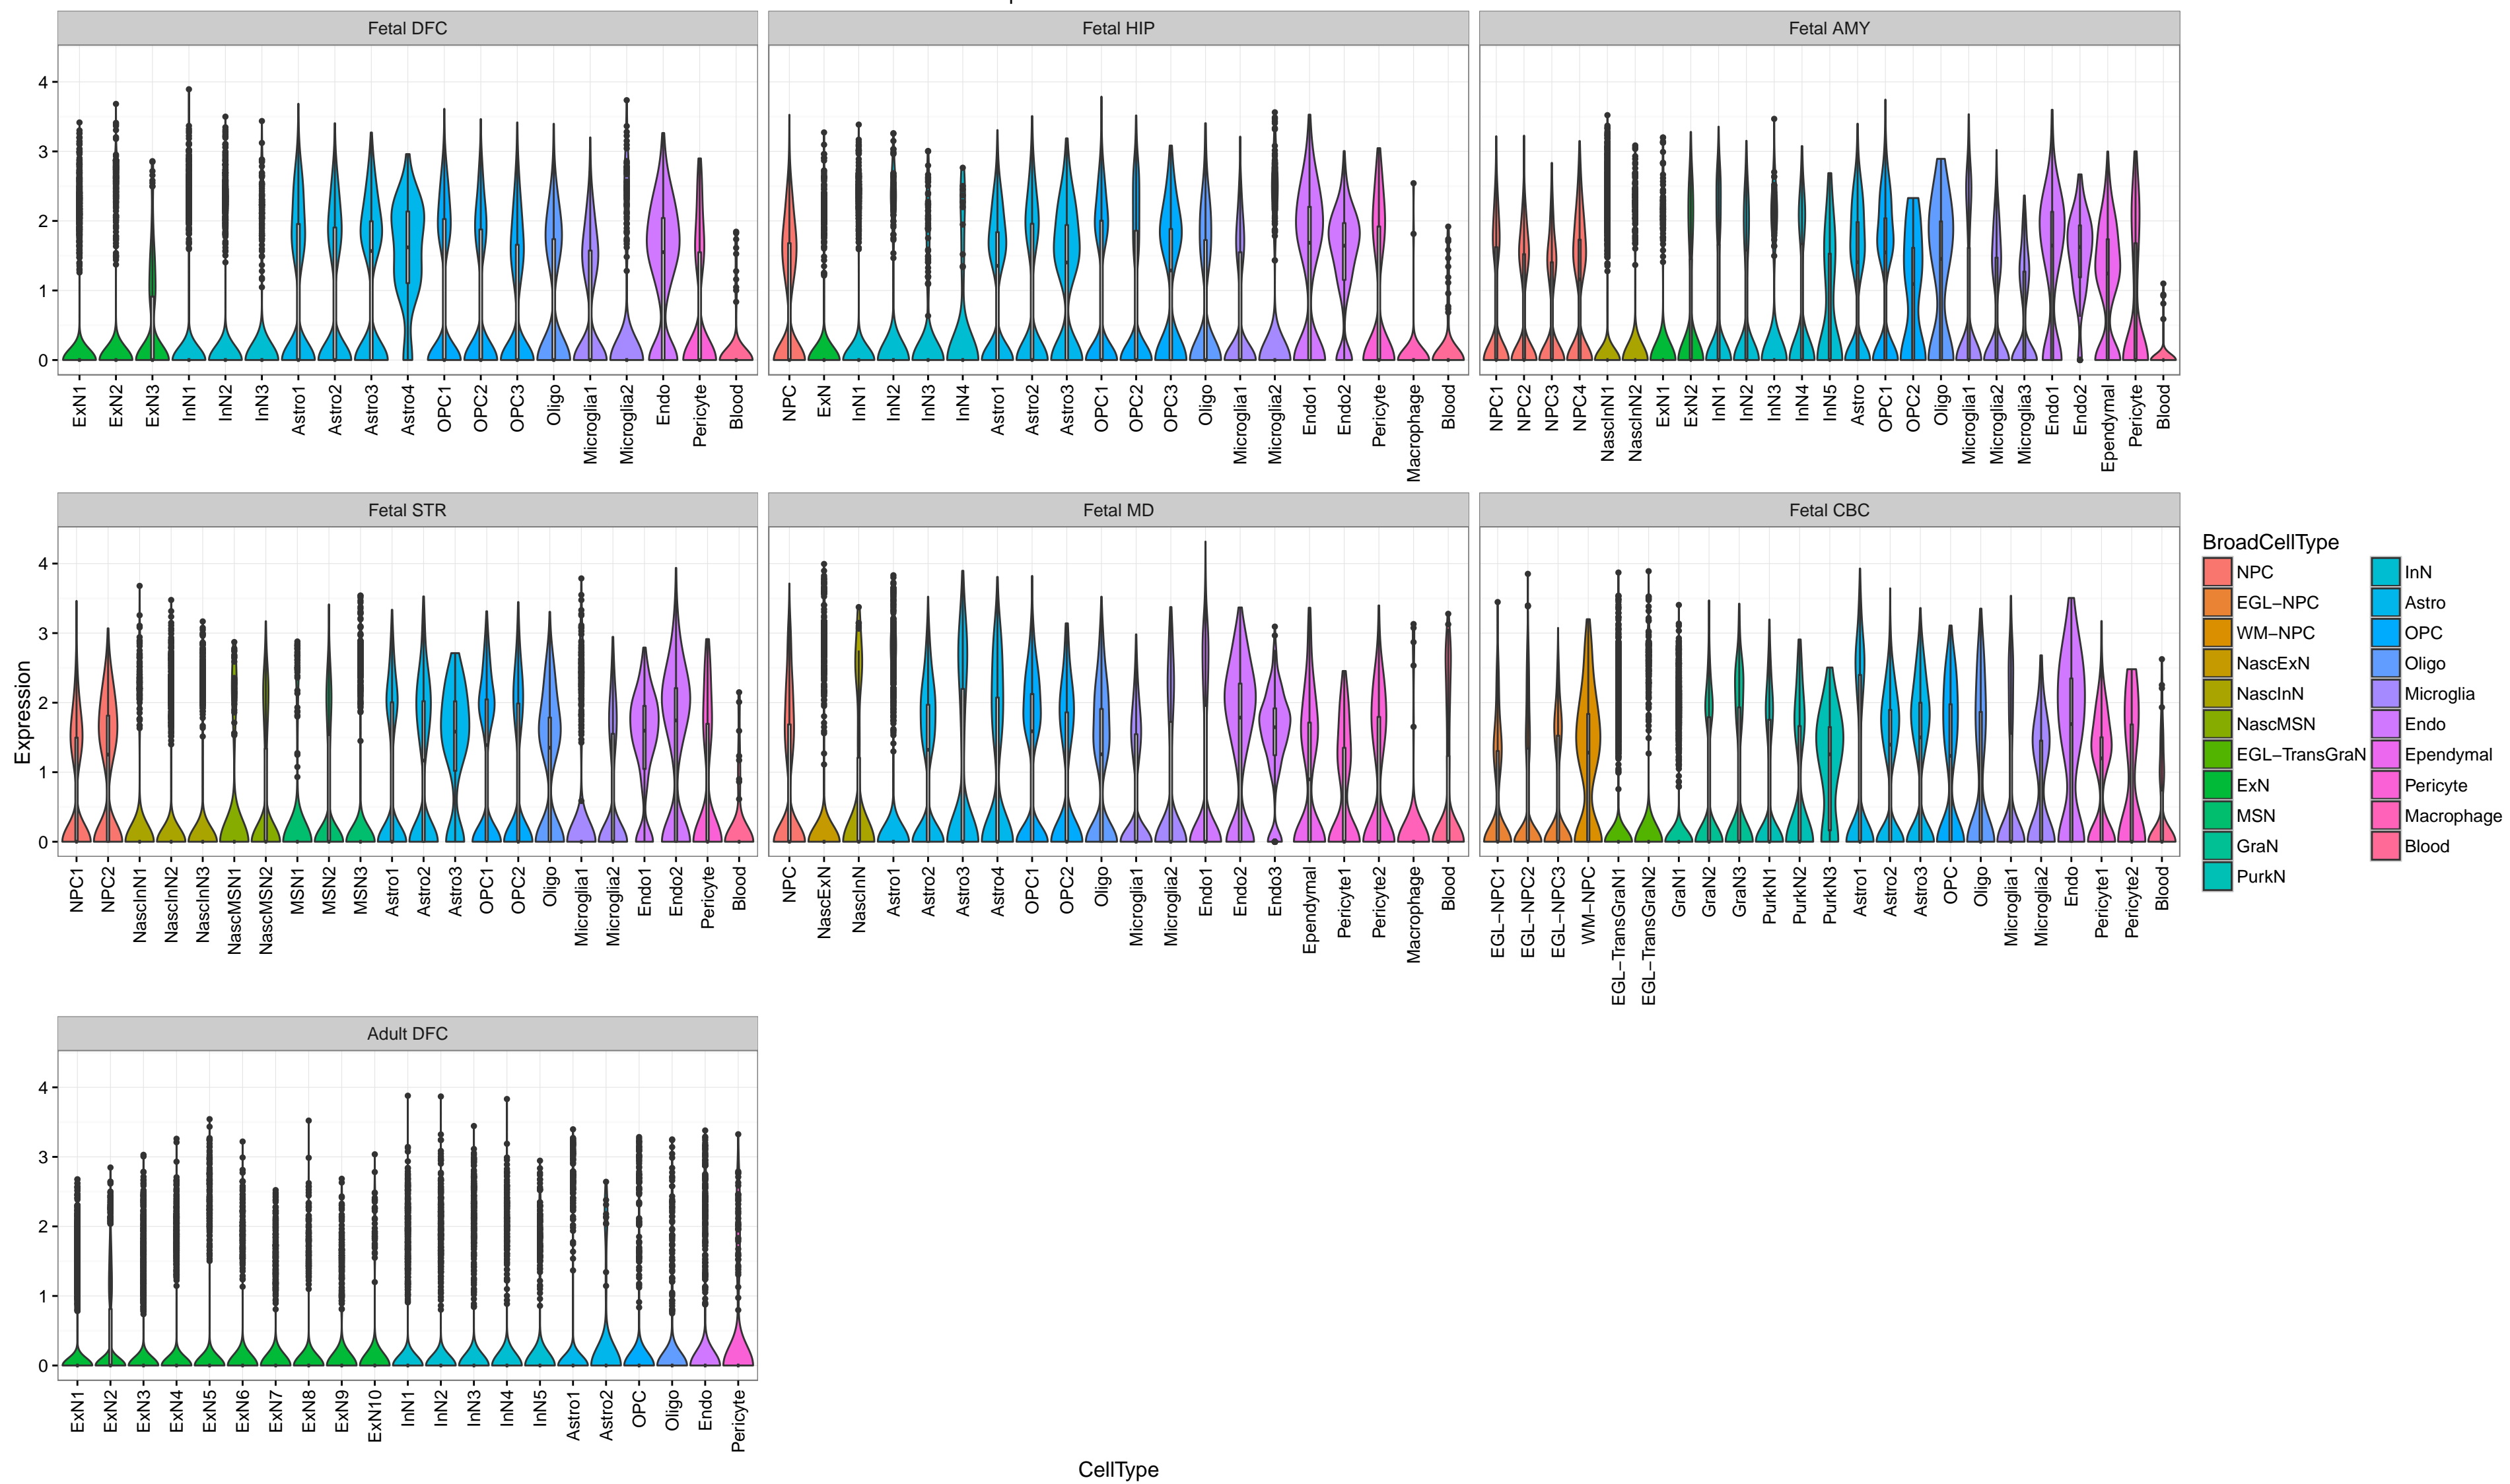 Fetal DFC
Fetal HIP
Fetal AMY
4
3
2
1
0
ExN1 ExN2 ExN3 InN1 InN2 InN3 Astro1 Astro2 Astro3 Astro4 OPC1 OPC2 OPC3 Oligo Microglia1 Microglia2 Endo Pericyte Blood
NPC ExN InN1 InN2 InN3 InN4 Astro1 Astro2 Astro3 OPC1 OPC2 OPC3 Oligo Microglia1 Microglia2 Endo1 Endo2 Pericyte Macrophage Blood
NPC1 NPC2 NPC3 NPC4 NascInN1 NascInN2 ExN1 ExN2 InN1 InN2 InN3 InN4 InN5 Astro OPC1 OPC2 Oligo Microglia1 Microglia2 Microglia3 Endo1 Endo2 Ependymal Pericyte Blood
Fetal STR
Fetal MD
Fetal CBC
4
3
2
1
0
NPC1 NPC2 NascInN1 NascInN2 NascInN3 NascMSN1 NascMSN2 MSN1 MSN2 MSN3 Astro1 Astro2 Astro3 OPC1 OPC2 Oligo Microglia1 Microglia2 Endo1 Endo2 Pericyte Blood
NPC NascExN NascInN Astro1 Astro2 Astro3 Astro4 OPC1 OPC2 Oligo Microglia1 Microglia2 Endo1 Endo2 Endo3 Ependymal Pericyte1 Pericyte2 Macrophage Blood
EGL-NPC1 EGL-NPC2 EGL-NPC3 WM-NPC EGL-TransGraN1 EGL-TransGraN2 GraN1 GraN2 GraN3 PurkN1 PurkN2 PurkN3 Astro1 Astro2 Astro3 OPC Oligo Microglia1 Microglia2 Endo Pericyte1 Pericyte2 Blood
Adult DFC
4
3
2
1
0
ExN1 ExN2 ExN3 ExN4 ExN5 ExN6 ExN7 ExN8 ExN9 ExN10 InN1 InN2 InN3 InN4 InN5 Astro1 Astro2 OPC Oligo Endo Pericyte
Expression
CellType
BroadCellType
NPC
EGL-NPC
WM-NPC
NascExN
NascInN
NascMSN
EGL-TransGraN
ExN
MSN
GraN
PurkN
InN
Astro
OPC
Oligo
Microglia
Endo
Ependymal
Pericyte
Macrophage
Blood